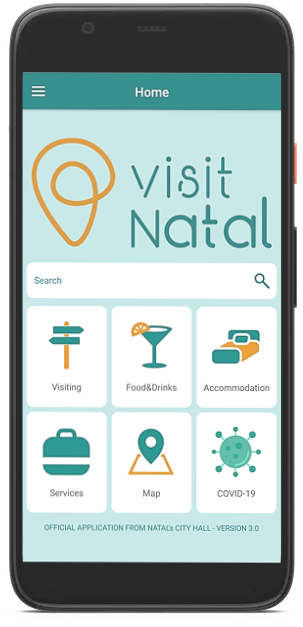 Home
visit
Natal
Search
Visiting
Food&Drinks
Accommodation
Services
Map
COVID-19
OFFICIAL APPLICATION FROM NATAL's CITY HALL - VERSION 3.0